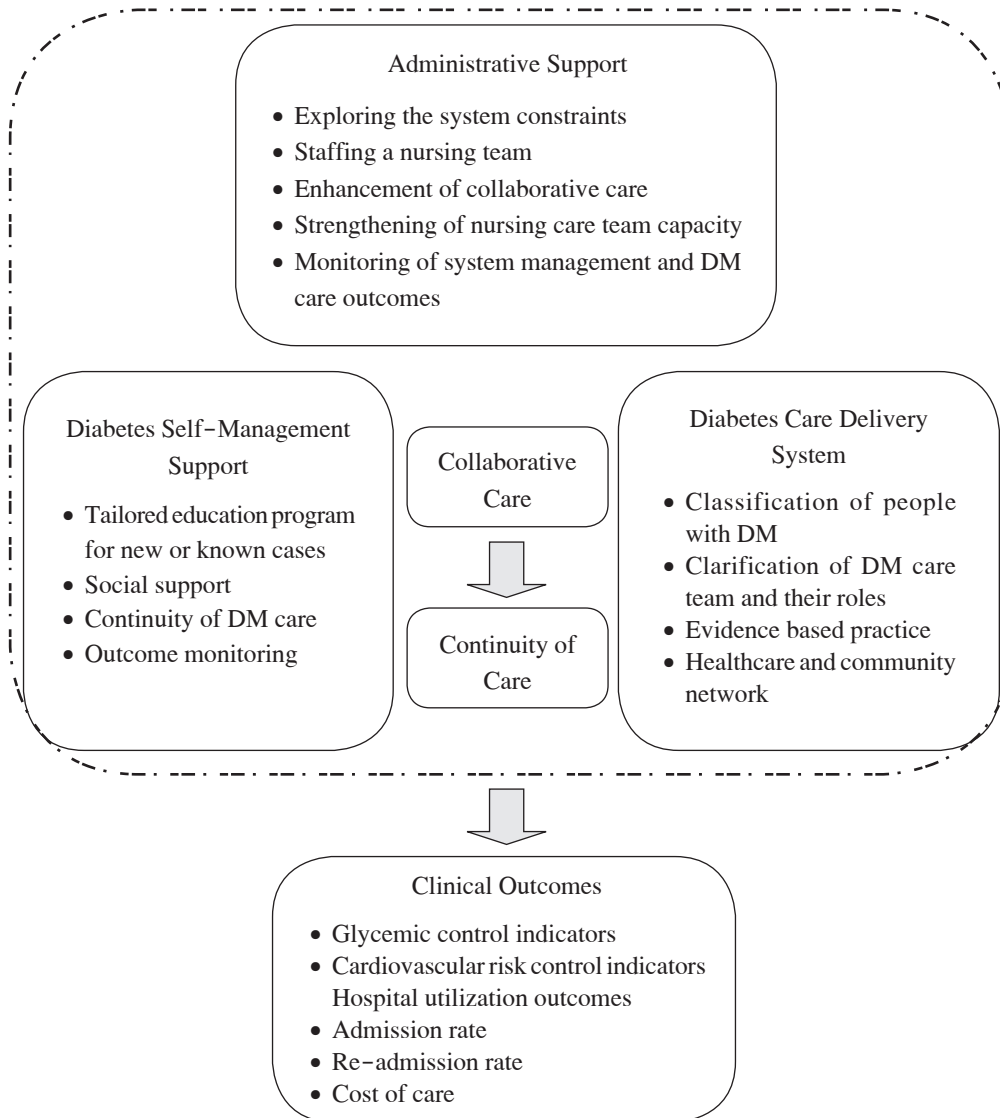 Administrative Support
• Exploring the system constraints
• Staffing a nursing team
• Enhancement of collaborative care
• Strengthening of nursing care team capacity
• Monitoring of system management and DM
care outcomes
Diabetes Self-Management
Support
• Tailored education program
for new or known cases
• Social support
• Continuity of DM care
• Outcome monitoring
Collaborative
Care
Continuity of
Care
Diabetes Care Delivery
System
• Classification of people
with DM
• Clarification of DM care
team and their roles
• Evidence based practice
• Healthcare and community
network
Clinical Outcomes
• Glycemic control indicators
• Cardiovascular risk control indicators
Hospital utilization outcomes
• Admission rate
• Re-admission rate
• Cost of care